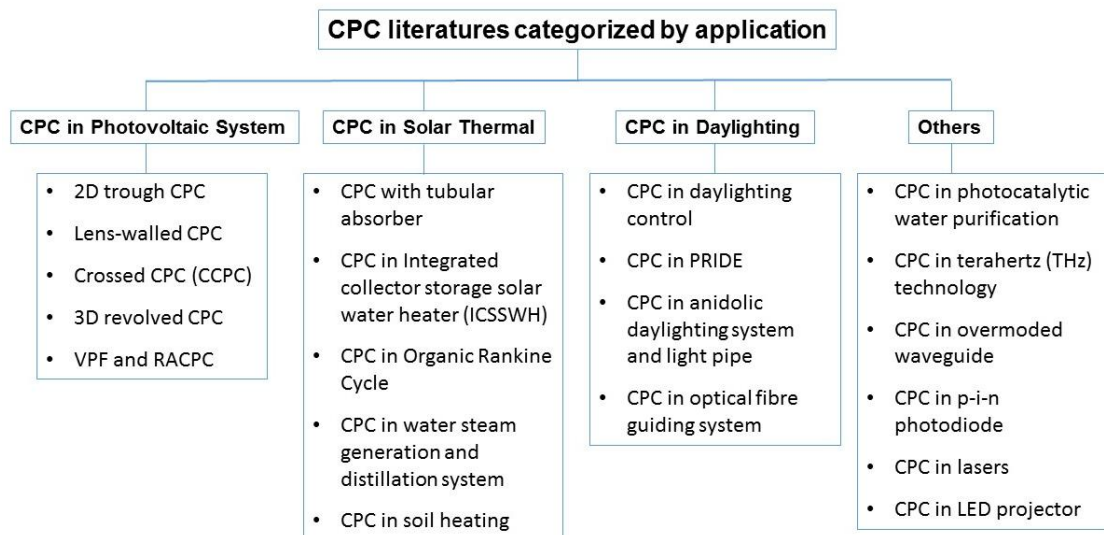 CPC literatures categorized by application
CPC in Photovoltaic System
• 2D trough CPC
• Lens-walled CPC
• Crossed CPC (CCPC)
• 3D revolved CPC
• VPF and RACPC
CPC in Solar Thermal
• CPC with tubular
absorber
• CPC in Integrated
collector storage solar
water heater (ICSSWH)
• CPC in Organic Rankine
Cycle
• CPC in water steam
generation and
distillation system
• CPC in soil heating
CPC in Daylighting
• CPC in daylighting
control
• CPC in PRIDE
• CPC in anidolic
daylighting system
and light pipe
• CPC in optical fibre
guiding system
Others
• CPC in photocatalytic
water purification
• CPC in terahertz (THz)
technology
• CPC in overmoded
waveguide
• CPC in p-i-n
photodiode
• CPC in lasers
• CPC in LED projector